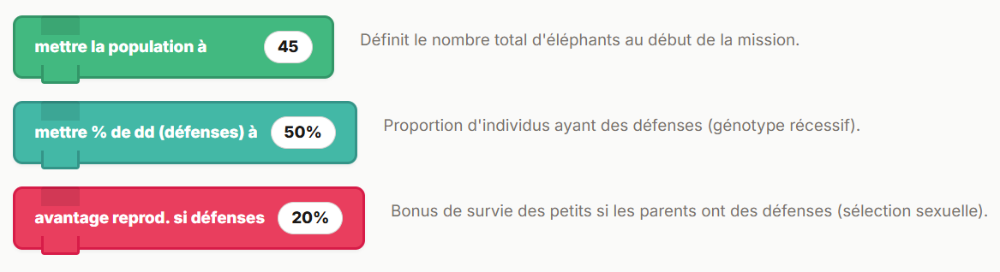 mettre la population à 45 Définit le nombre total d'éléphants au début de la mission.
mettre % de dd (défenses) à 50% Proportion d'individus ayant des défenses (génotype récessif).
avantage reprod. si défenses 20% Bonus de survie des petits si les parents ont des défenses (sélection sexuelle).